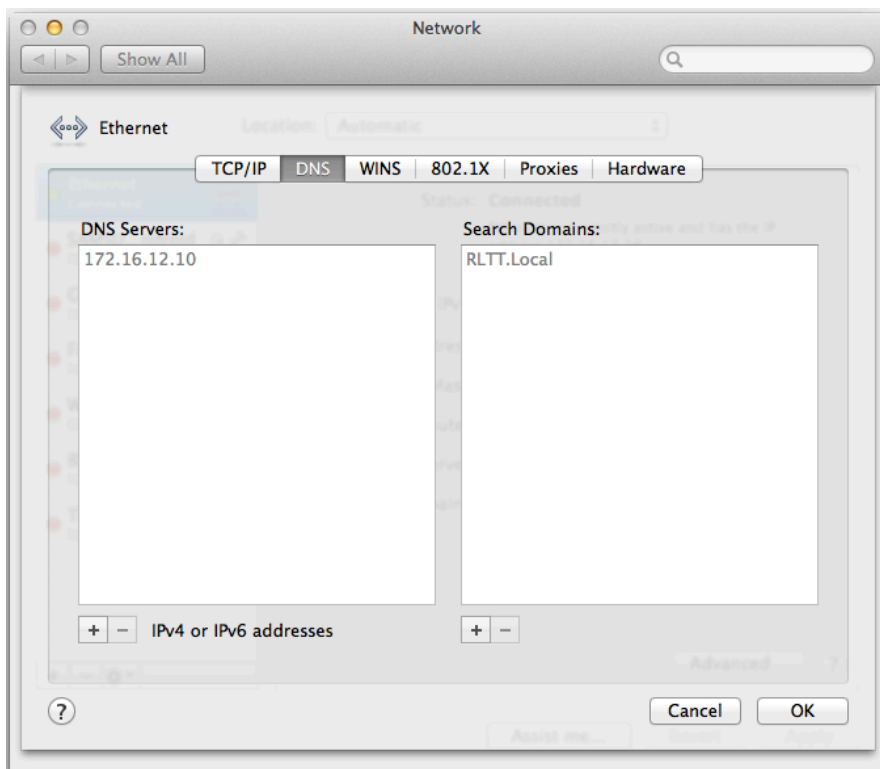 Network
Show All
Ethernet
Location: Automatic
TCP/IP DNS WINS 802.1X Proxies Hardware
Ethernet
Status: Connected
DNS Servers:
Search Domains:
172.16.12.10
RLTT.Local
+ − IPv4 or IPv6 addresses
+ −
Advanced ?
? Cancel OK
Assist me... Revert Apply